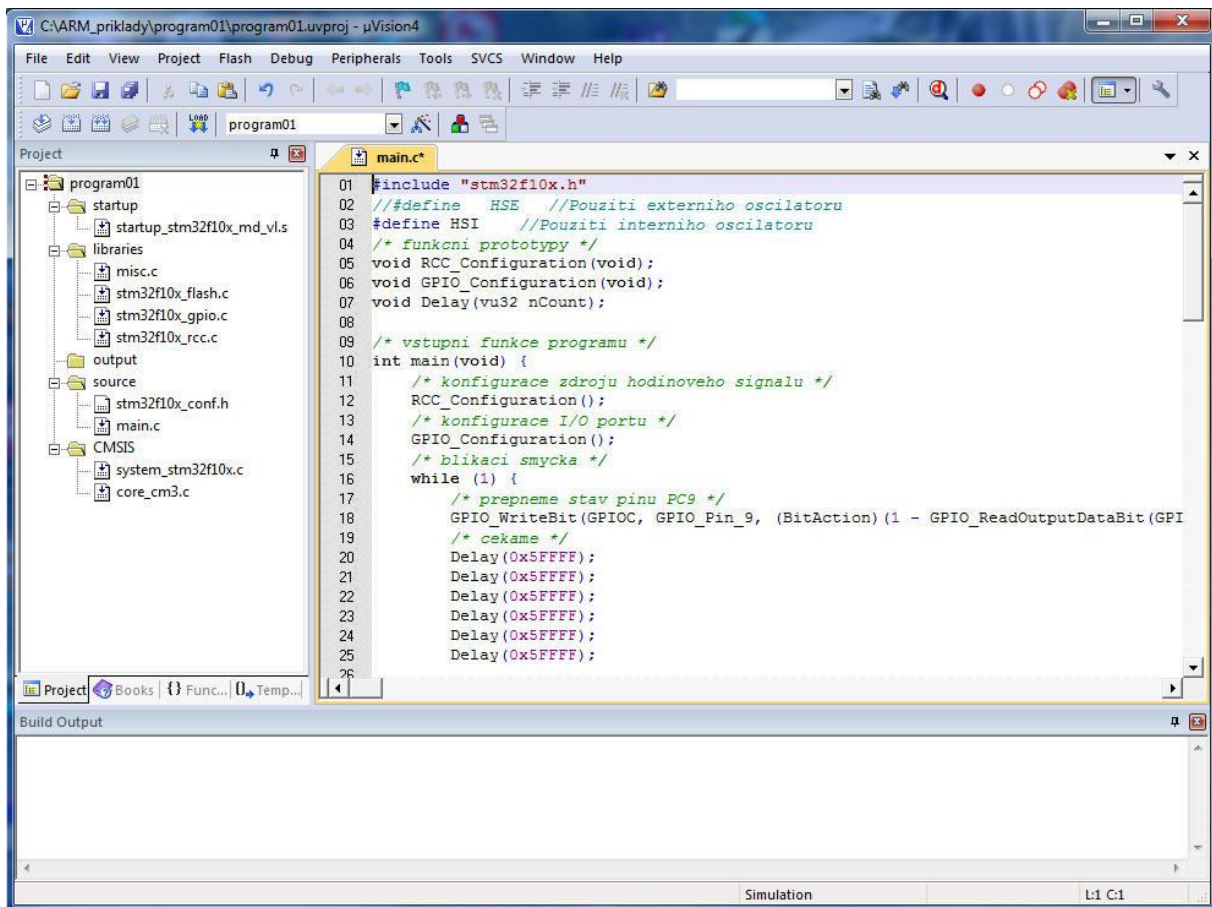 C:\ARM_priklady\program01\program01.uvproj - µVision4
File Edit View Project Flash Debug Peripherals Tools SVCS Window Help
LOAD program01
Project
program01
startup
startup_stm32f10x_md_vl.s
libraries
misc.c
stm32f10x_flash.c
stm32f10x_gpio.c
stm32f10x_rcc.c
output
source
stm32f10x_conf.h
main.c
CMSIS
system_stm32f10x.c
core_cm3.c
Project Books {} Func... Temp...
main.c*
01 #include "stm32f10x.h"
02 //#define HSE //Pouziti externiho oscilatoru
03 #define HSI //Pouziti interniho oscilatoru
04 /* funkcni prototypy */
05 void RCC_Configuration(void);
06 void GPIO_Configuration(void);
07 void Delay(vu32 nCount);
08
09 /* vstupni funkce programu */
10 int main(void) {
11 /* konfigurace zdroju hodinoveho signalu */
12 RCC_Configuration();
13 /* konfigurace I/O portu */
14 GPIO_Configuration();
15 /* blikaci smycka */
16 while (1) {
17 /* prepneme stav pinu PC9 */
18 GPIO_WriteBit(GPIOC, GPIO_Pin_9, (BitAction)(1 - GPIO_ReadOutputDataBit(GPI
19 /* cekame */
20 Delay(0x5FFFF);
21 Delay(0x5FFFF);
22 Delay(0x5FFFF);
23 Delay(0x5FFFF);
24 Delay(0x5FFFF);
25 Delay(0x5FFFF);
26
Build Output
Simulation L:1 C:1